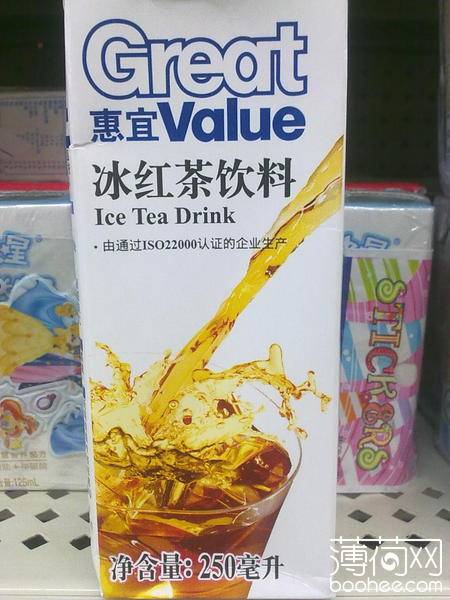 Great
惠宜Value
冰红茶饮料
Ice Tea Drink
·由通过ISO22000认证的企业生产
净含量:250毫升
STICKERS
125mL
薄荷网
boohee.com